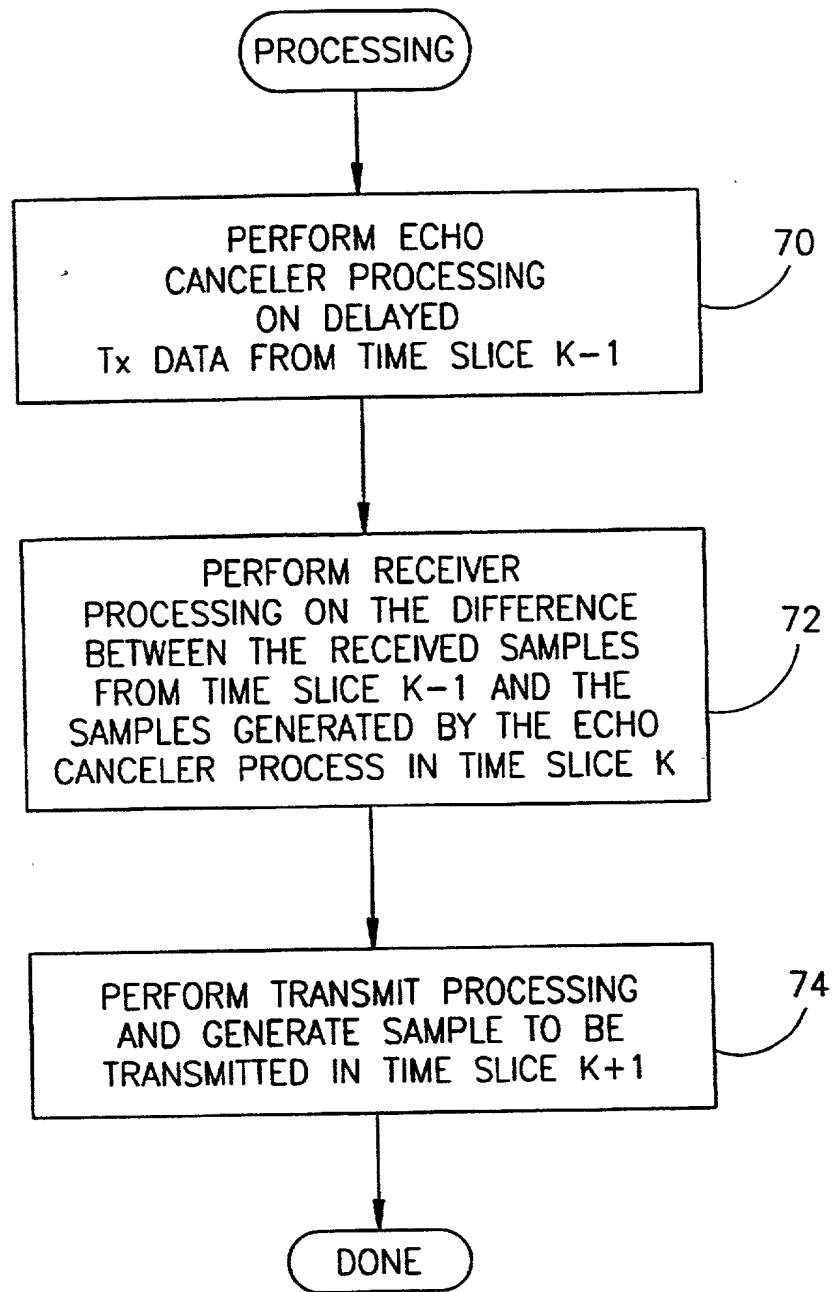 PROCESSING
PERFORM ECHO
CANCELER PROCESSING
ON DELAYED
Tx DATA FROM TIME SLICE K-1
70
PERFORM RECEIVER
PROCESSING ON THE DIFFERENCE
BETWEEN THE RECEIVED SAMPLES
FROM TIME SLICE K-1 AND THE
SAMPLES GENERATED BY THE ECHO
CANCELER PROCESS IN TIME SLICE K
72
PERFORM TRANSMIT PROCESSING
AND GENERATE SAMPLE TO BE
TRANSMITTED IN TIME SLICE K+1
74
DONE